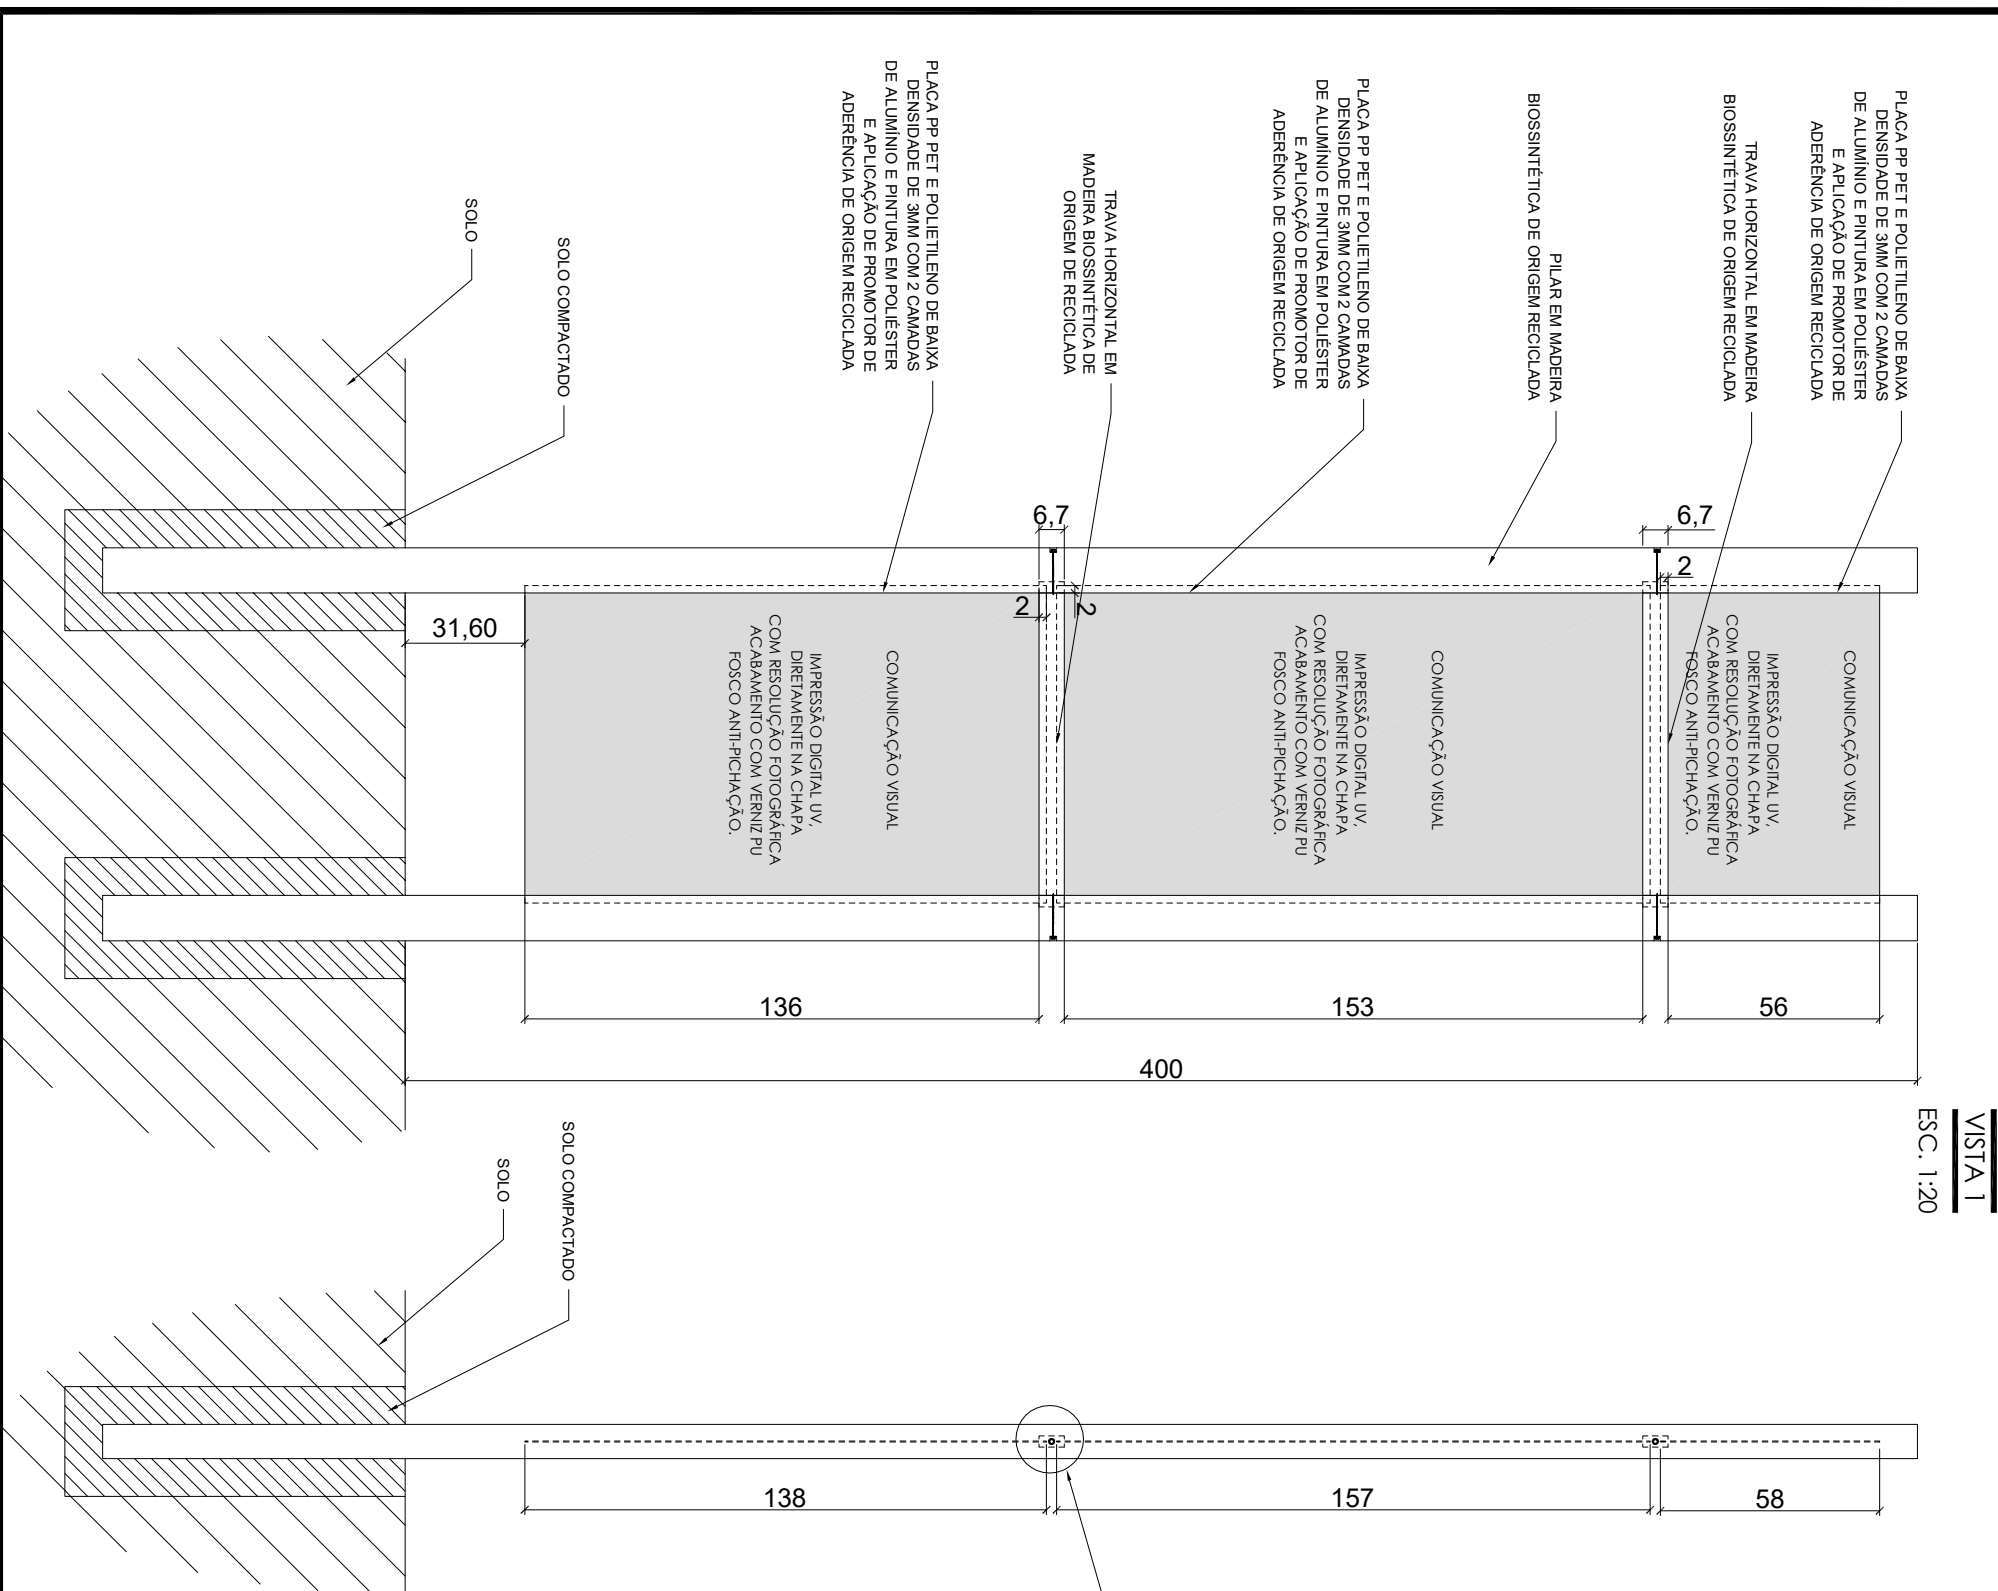 VISTA 1
ESC. 1:20
PLACA PP PET E POLIETILENO DE BAIXA
DENSIDADE DE 3MM COM 2 CAMADAS
DE ALUMÍNIO E PINTURA EM POLIÉSTER
E APLICAÇÃO DE PROMOTOR DE
ADERÊNCIA DE ORIGEM RECICLADA
TRAVA HORIZONTAL EM MADEIRA
BIOSSINTÉTICA DE ORIGEM RECICLADA
PILAR EM MADEIRA
BIOSSINTÉTICA DE ORIGEM RECICLADA
PLACA PP PET E POLIETILENO DE BAIXA
DENSIDADE DE 3MM COM 2 CAMADAS
DE ALUMÍNIO E PINTURA EM POLIÉSTER
E APLICAÇÃO DE PROMOTOR DE
ADERÊNCIA DE ORIGEM RECICLADA
TRAVA HORIZONTAL EM
MADEIRA BIOSSINTÉTICA DE
ORIGEM DE RECICLADA
PLACA PP PET E POLIETILENO DE BAIXA
DENSIDADE DE 3MM COM 2 CAMADAS
DE ALUMÍNIO E PINTURA EM POLIÉSTER
E APLICAÇÃO DE PROMOTOR DE
ADERÊNCIA DE ORIGEM RECICLADA
SOLO COMPACTADO
SOLO
COMUNICAÇÃO VISUAL
IMPRESSÃO DIGITAL UV,
DIRETAMENTE NA CHAPA
COM RESOLUÇÃO FOTOGRÁFICA
ACABAMENTO COM VERNIZ PU
FOSCO ANTI-PICHAÇÃO.
COMUNICAÇÃO VISUAL
IMPRESSÃO DIGITAL UV,
DIRETAMENTE NA CHAPA
COM RESOLUÇÃO FOTOGRÁFICA
ACABAMENTO COM VERNIZ PU
FOSCO ANTI-PICHAÇÃO.
COMUNICAÇÃO VISUAL
IMPRESSÃO DIGITAL UV,
DIRETAMENTE NA CHAPA
COM RESOLUÇÃO FOTOGRÁFICA
ACABAMENTO COM VERNIZ PU
FOSCO ANTI-PICHAÇÃO.
6,7
2
6,7
2
2
31,60
56
153
136
400
SOLO COMPACTADO
SOLO
58
157
138